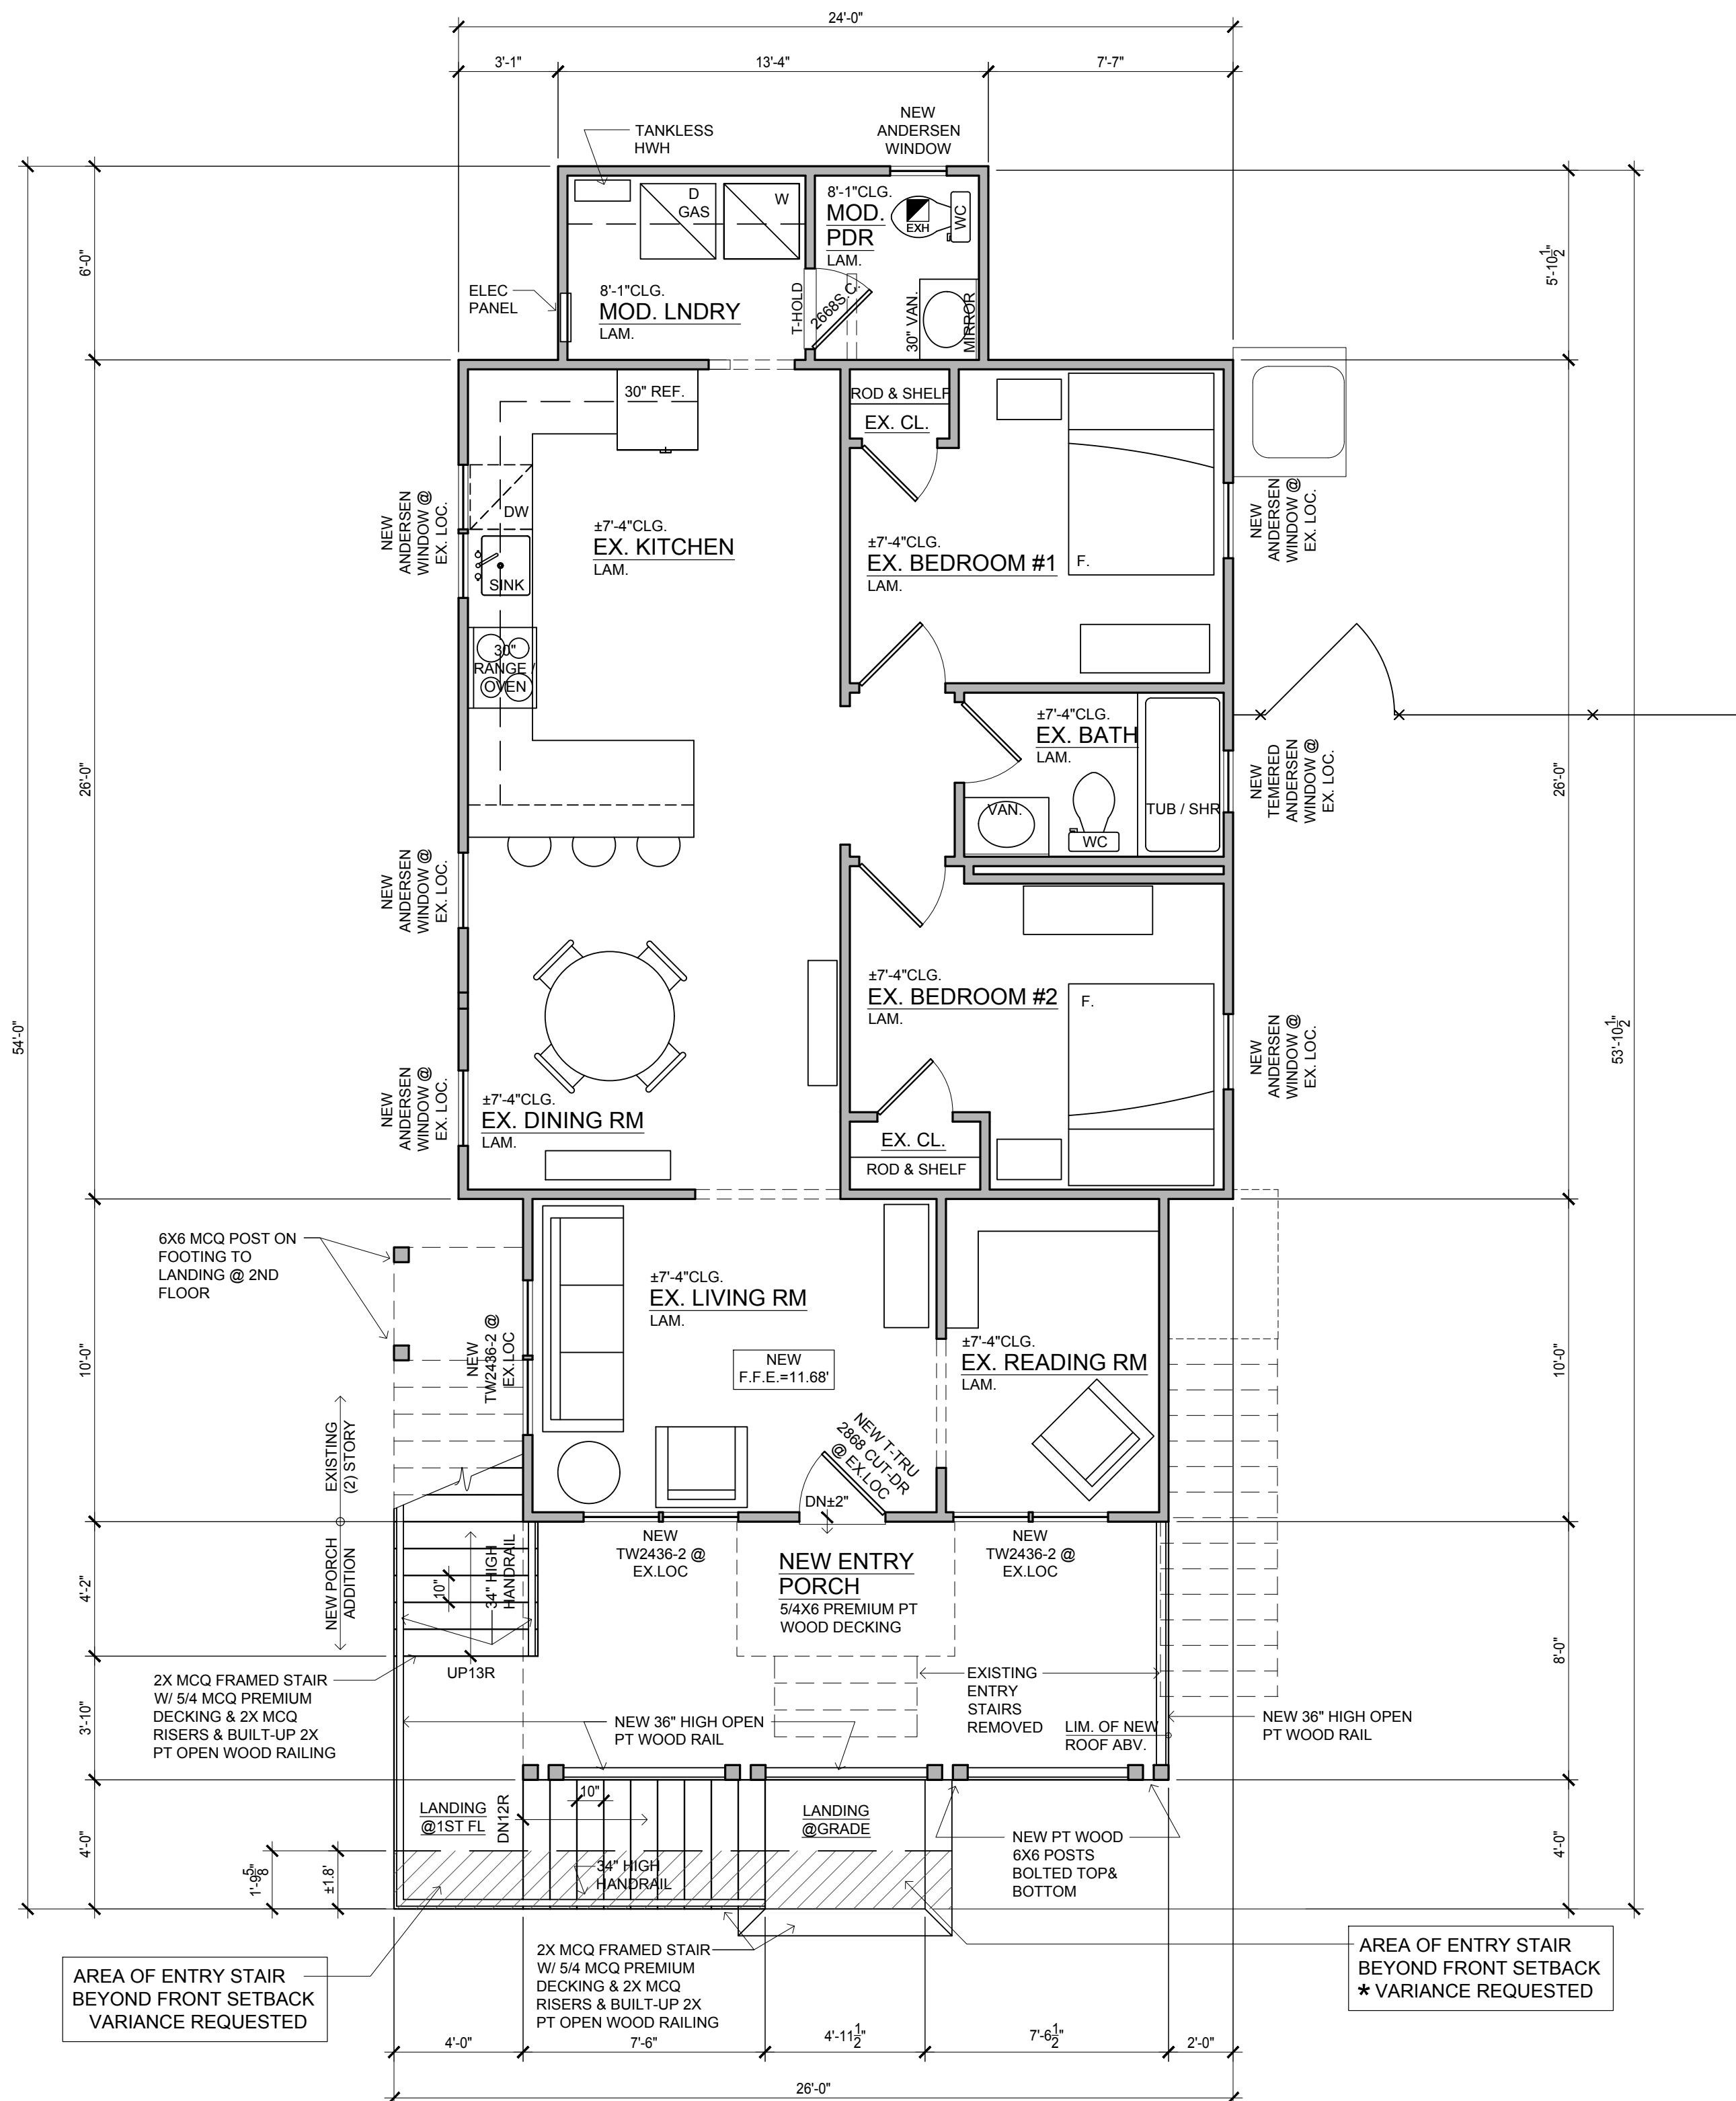 24'-0"
3'-1"
13'-4"
7'-7"
TANKLESS
HWH
NEW
ANDERSEN
WINDOW
D
GAS
W
8'-1"CLG.
MOD.
PDR
LAM.
EXH
WC
6'-0"
5'-10 1/2"
ELEC
PANEL
8'-1"CLG.
MOD. LNDRY
LAM.
T-HOLD
2668S.C.
30" VAN.
MIRROR
30" REF.
ROD & SHELF
EX. CL.
NEW
ANDERSEN
WINDOW @
EX. LOC.
DW
SINK
±7'-4"CLG.
EX. KITCHEN
LAM.
±7'-4"CLG.
EX. BEDROOM #1
LAM.
F.
NEW
ANDERSEN
WINDOW @
EX. LOC.
30"
RANGE /
OVEN
±7'-4"CLG.
EX. BATH
LAM.
VAN.
WC
TUB / SHR
NEW
TEMERED
ANDERSEN
WINDOW @
EX. LOC.
26'-0"
26'-0"
NEW
ANDERSEN
WINDOW @
EX. LOC.
±7'-4"CLG.
EX. BEDROOM #2
LAM.
F.
54'-0"
53'-10 1/2"
NEW
ANDERSEN
WINDOW @
EX. LOC.
NEW
ANDERSEN
WINDOW @
EX. LOC.
±7'-4"CLG.
EX. DINING RM
LAM.
EX. CL.
ROD & SHELF
6X6 MCQ POST ON
FOOTING TO
LANDING @ 2ND
FLOOR
±7'-4"CLG.
EX. LIVING RM
LAM.
NEW
TW2436-2 @
EX.LOC
NEW
F.F.E.=11.68'
±7'-4"CLG.
EX. READING RM
LAM.
10'-0"
10'-0"
EXISTING
(2) STORY
NEW T-TRU
2868 CUT-DR
@ EX.LOC
DN±2"
NEW PORCH
ADDITION
10"
34" HIGH
HANDRAIL
NEW
TW2436-2 @
EX.LOC
NEW ENTRY
PORCH
5/4X6 PREMIUM PT
WOOD DECKING
NEW
TW2436-2 @
EX.LOC
4'-2"
8'-0"
UP13R
2X MCQ FRAMED STAIR
W/ 5/4 MCQ PREMIUM
DECKING & 2X MCQ
RISERS & BUILT-UP 2X
PT OPEN WOOD RAILING
EXISTING
ENTRY
STAIRS
REMOVED
3'-10"
NEW 36" HIGH OPEN
PT WOOD RAIL
LIM. OF NEW
ROOF ABV.
NEW 36" HIGH OPEN
PT WOOD RAIL
10"
LANDING
@1ST FL
DN12R
LANDING
@GRADE
NEW PT WOOD
6X6 POSTS
BOLTED TOP&
BOTTOM
4'-0"
4'-0"
1'-9 5/8"
±1.8'
34" HIGH
HANDRAIL
AREA OF ENTRY STAIR
BEYOND FRONT SETBACK
VARIANCE REQUESTED
2X MCQ FRAMED STAIR
W/ 5/4 MCQ PREMIUM
DECKING & 2X MCQ
RISERS & BUILT-UP 2X
PT OPEN WOOD RAILING
AREA OF ENTRY STAIR
BEYOND FRONT SETBACK
* VARIANCE REQUESTED
4'-0"
7'-6"
4'-11 1/2"
7'-6 1/2"
2'-0"
26'-0"